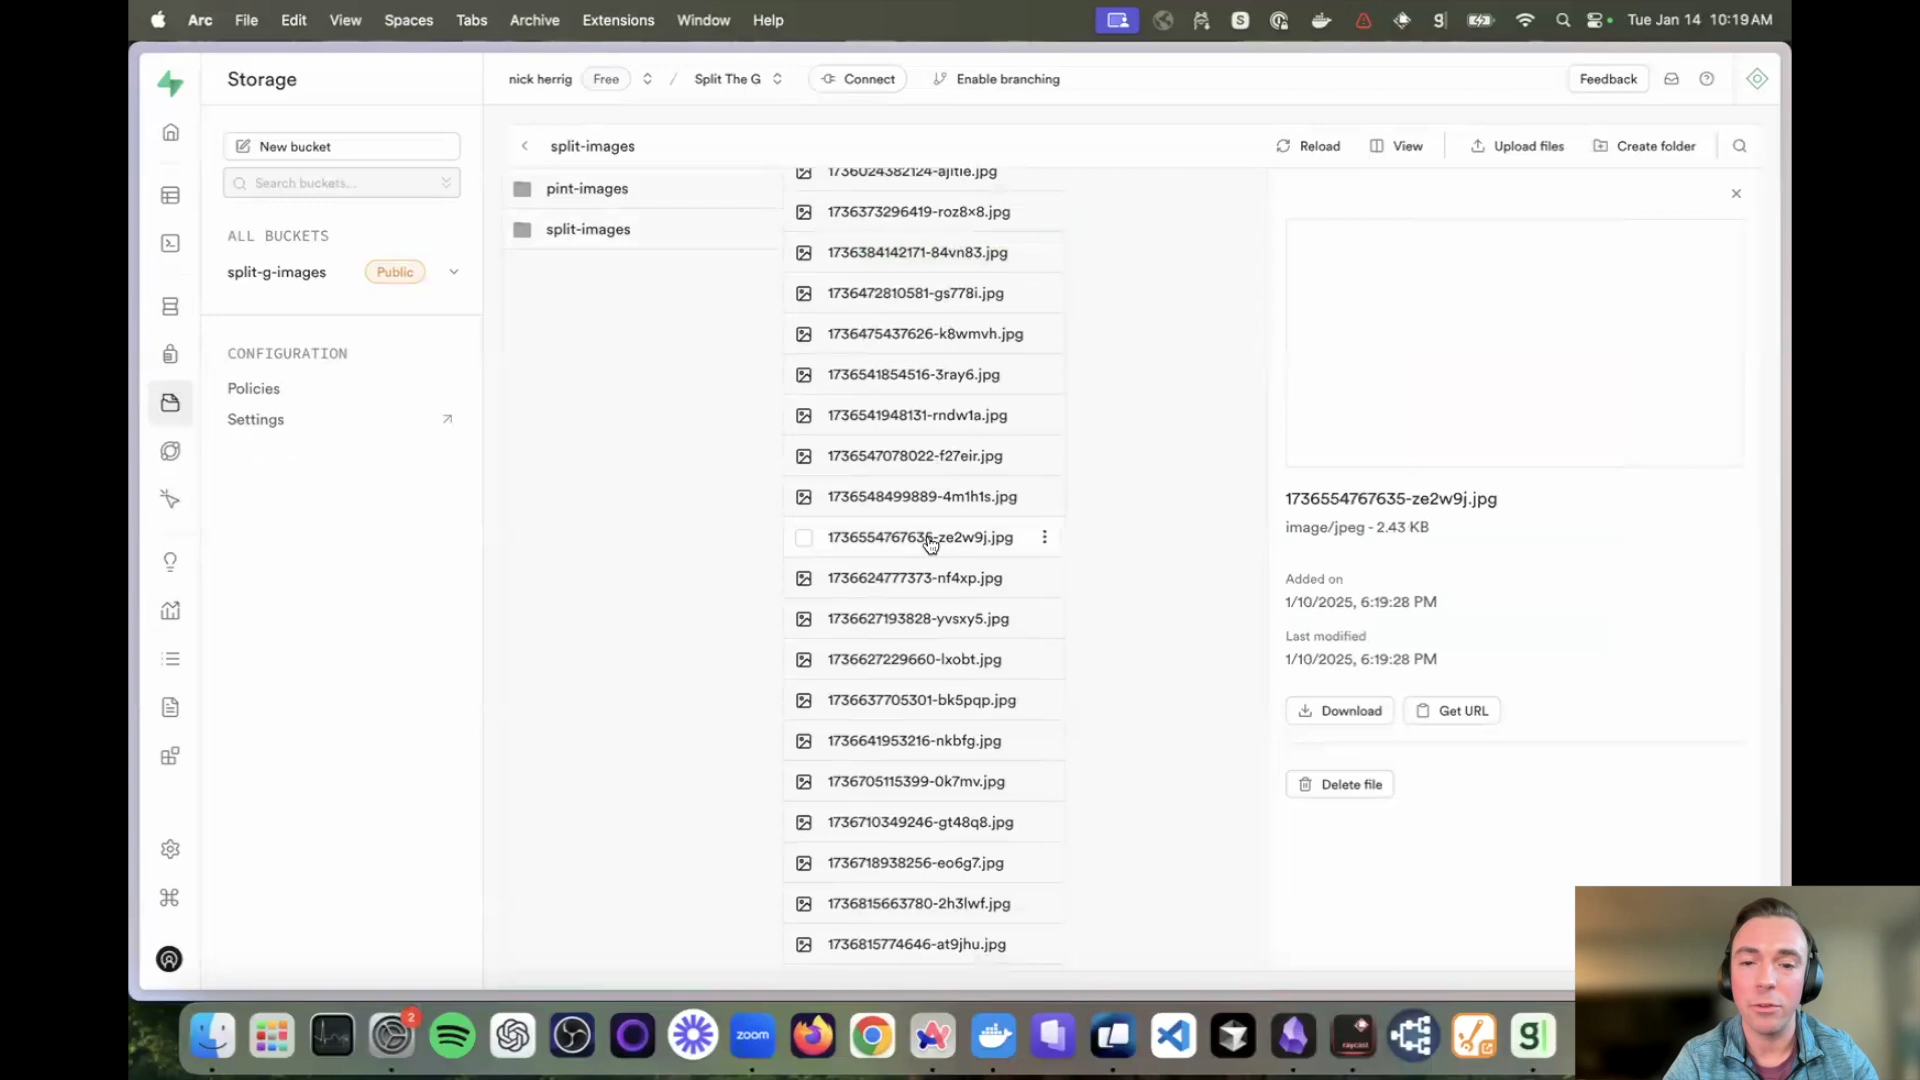 Arc File Edit View Spaces Tabs Archive Extensions Window Help
Tue Jan 14 10:19 AM
Storage
nick herrig Free / Split The G Connect Enable branching
Feedback
New bucket
Search buckets...
ALL BUCKETS
split-g-images Public
CONFIGURATION
Policies
Settings
split-images
Reload View Upload files Create folder
pint-images
split-images
1736024382124-ajitie.jpg
1736373296419-roz8x8.jpg
1736384142171-84vn83.jpg
1736472810581-gs778i.jpg
1736475437626-k8wmvh.jpg
1736541854516-3ray6.jpg
1736541948131-rndw1a.jpg
1736547078022-f27eir.jpg
1736548499889-4m1h1s.jpg
1736554767635-ze2w9j.jpg
1736624777373-nf4xp.jpg
1736627193828-yvsxy5.jpg
1736627229660-lxobt.jpg
1736637705301-bk5pqp.jpg
1736641953216-nkbfg.jpg
1736705115399-0k7mv.jpg
1736710349246-gt48q8.jpg
1736718938256-eo6g7.jpg
1736815663780-2h3lwf.jpg
1736815774646-at9jhu.jpg
1736554767635-ze2w9j.jpg
image/jpeg - 2.43 KB
Added on
1/10/2025, 6:19:28 PM
Last modified
1/10/2025, 6:19:28 PM
Download Get URL
Delete file
2
zoom
raycast
g